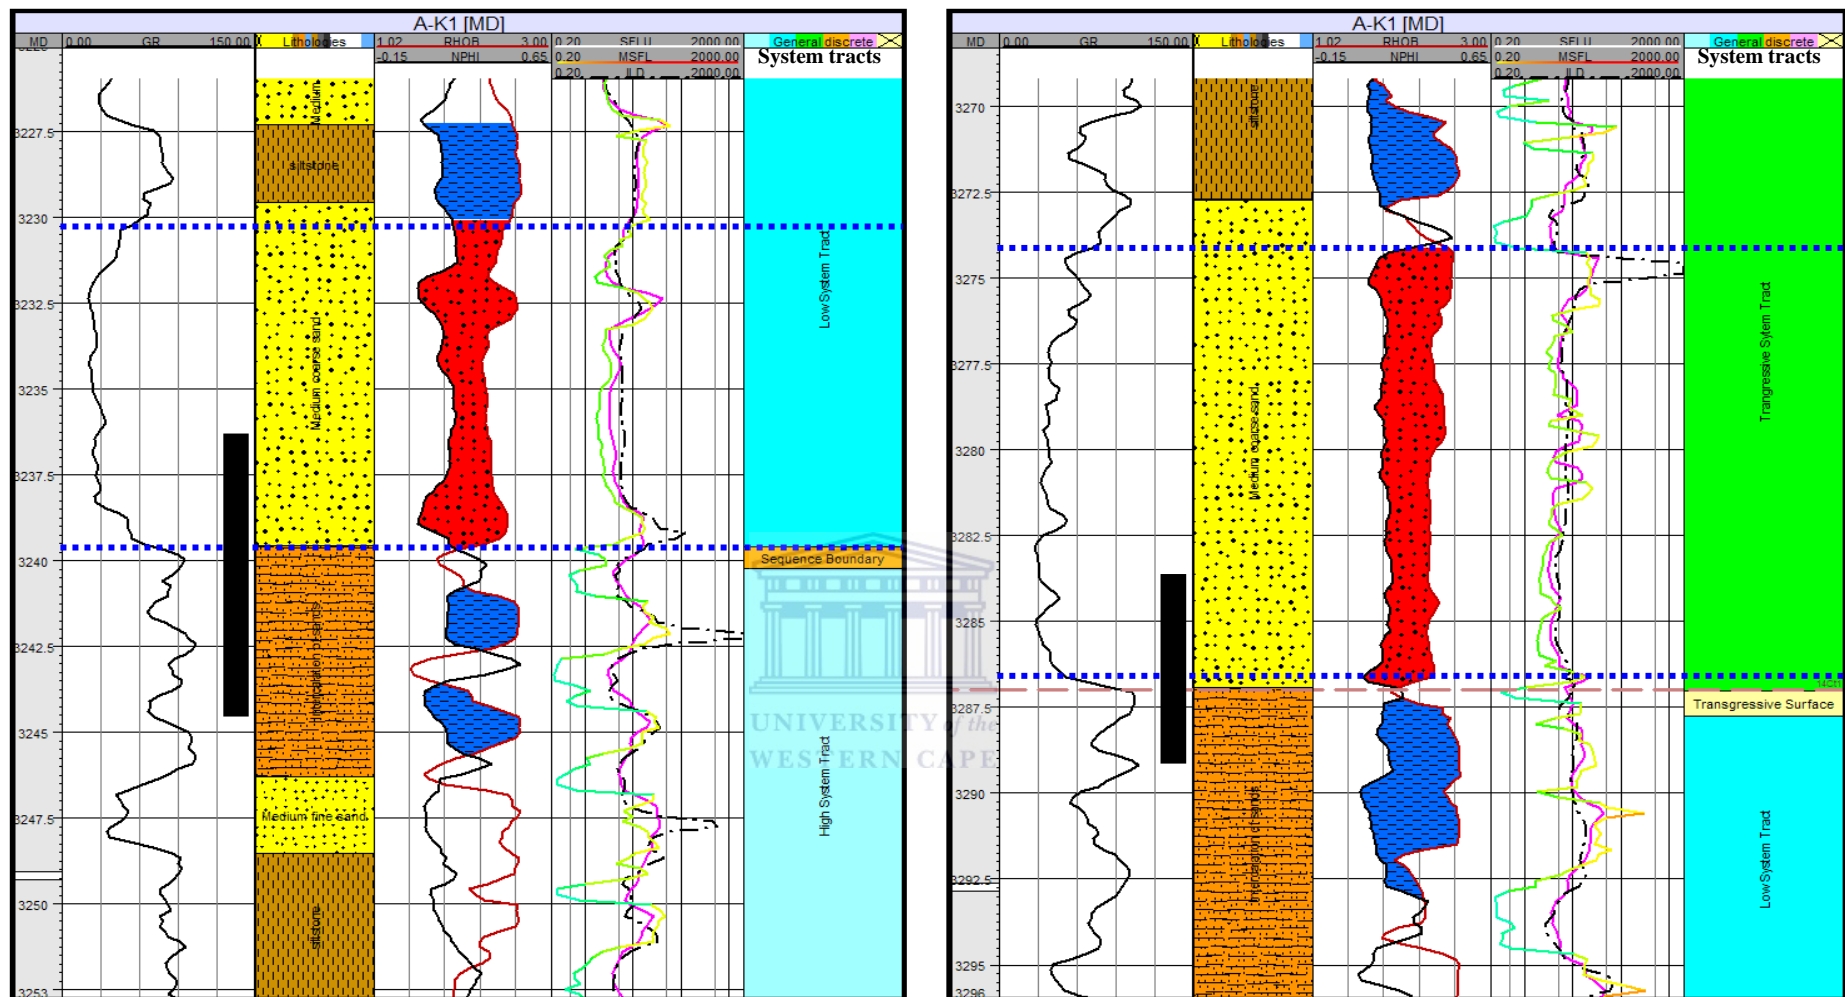 A-K1 [MD]
MD 0.00 GR 150.00 Lithologies 1.02 RHOB 3.00 0.20 SFLU 2000.00 General discrete
-0.15 NPHI 0.65 0.20 MSFL 2000.00 System tracts
0.20 ILD 2000.00
Medium
3227.5
siltstone
3230
Low System Tract
3232.5
Medium coarse sand
3235
3237.5
3240
Sequence Boundary
3242.5
3245
High System Tract
3247.5
Medium fine sand
3250
siltstone
3253
A-K1 [MD]
MD 0.00 GR 150.00 Lithologies 1.02 RHOB 3.00 0.20 SFLU 2000.00 General discrete
-0.15 NPHI 0.65 0.20 MSFL 2000.00 System tracts
0.20 ILD 2000.00
siltstone
3270
3272.5
3275
Trangressive Sytem Tract
3277.5
Medium coarse sand
3280
3282.5
3285
3287.5
Transgressive Surface
3290
3292.5
Low System Tract
3295
3296
UNIVERSITY of the
WESTERN CAPE